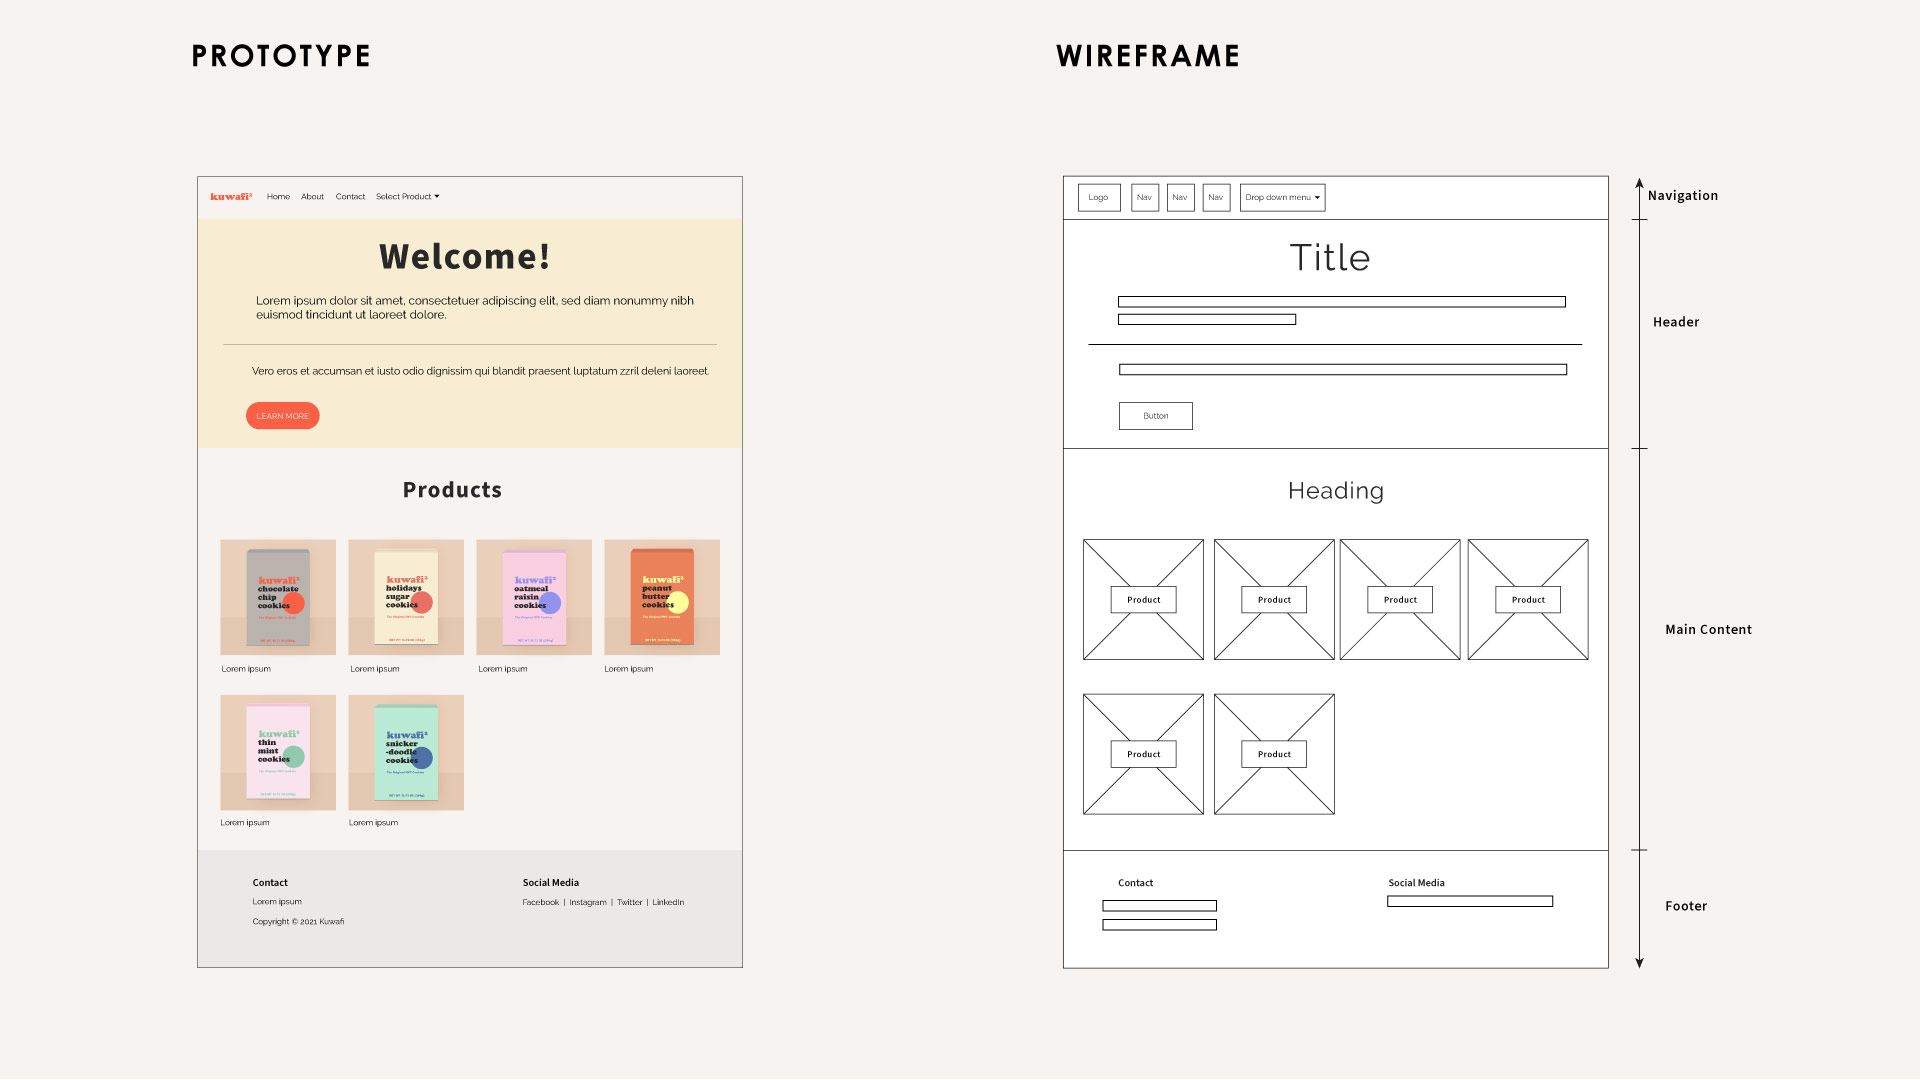 PROTOTYPE
WIREFRAME
kuwafi² Home About Contact Select Product
Welcome!
Lorem ipsum dolor sit amet, consectetuer adipiscing elit, sed diam nonummy nibh
euismod tincidunt ut laoreet dolore.
Vero eros et accumsan et iusto odio dignissim qui blandit praesent luptatum zzril deleni laoreet.
LEARN MORE
Products
kuwafi²
chocolate
chip
cookies
kuwafi²
holidays
sugar
cookies
kuwafi²
oatmeal
raisin
cookies
kuwafi²
peanut
butter
cookies
Lorem ipsum
Lorem ipsum
Lorem ipsum
Lorem ipsum
kuwafi²
thin
mint
cookies
kuwafi²
snicker
-doodle
cookies
Lorem ipsum
Lorem ipsum
Contact
Lorem ipsum
Copyright © 2021 Kuwafi
Social Media
Facebook | Instagram | Twitter | LinkedIn
Logo Nav Nav Nav Drop down menu
Title
Button
Heading
Product Product Product Product
Product Product
Contact
Social Media
Navigation
Header
Main Content
Footer